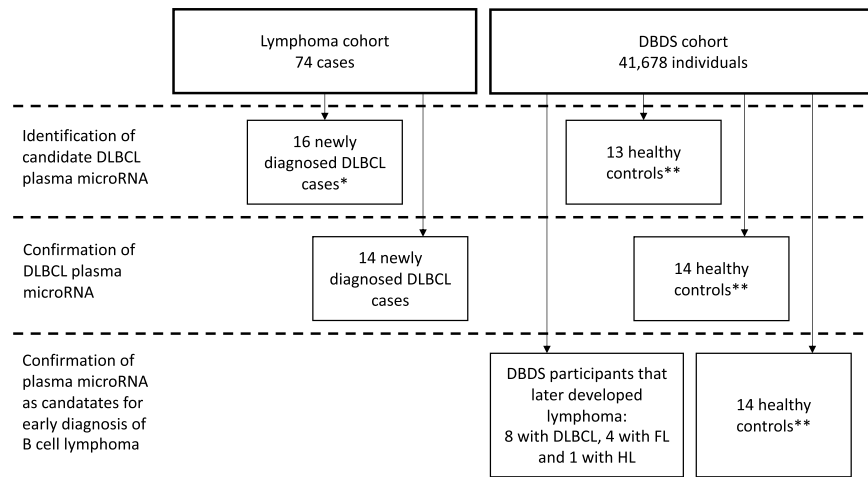 Lymphoma cohort
74 cases
DBDS cohort
41,678 individuals
Identification of
candidate DLBCL
plasma microRNA
16 newly
diagnosed DLBCL
cases*
13 healthy
controls**
Confirmation of
DLBCL plasma
microRNA
14 newly
diagnosed DLBCL
cases
14 healthy
controls**
Confirmation of
plasma microRNA
as candatates for
early diagnosis of
B cell lymphoma
DBDS participants that
later developed
lymphoma:
8 with DLBCL, 4 with FL
and 1 with HL
14 healthy
controls**